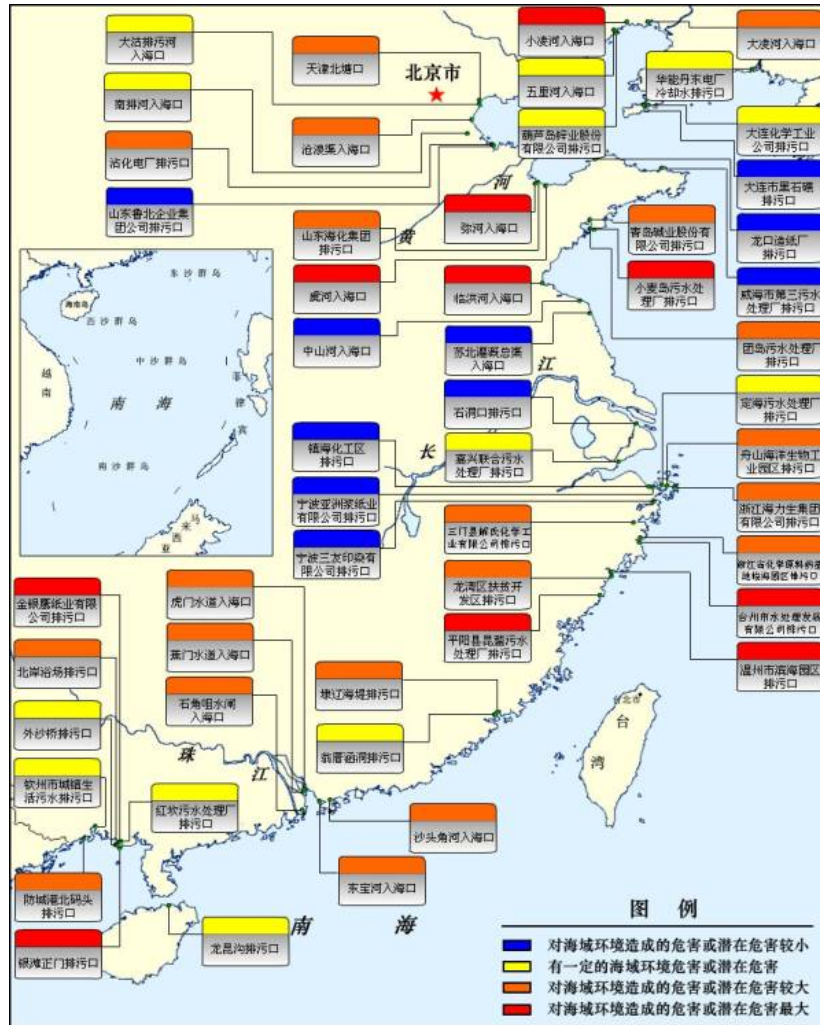 大沽排污河
入海口
天津北塘口
北京市
小凌河入海口
大凌河入海口
南排河入海口
五里河入海口
华能丹东电厂
冷却水排污口
沾化电厂排污口
沧浪渠入海口
葫芦岛锌业股份
有限公司排污口
大连化学工业
公司排污口
山东鲁北企业集
团公司排污口
大连市黑石礁
排污口
河
黄
山东海化集团
排污口
弥河入海口
青岛碱业股份有
限公司排污口
龙口造纸厂
排污口
虞河入海口
临洪河入海口
小麦岛污水处
理厂排污口
威海市第三污水
处理厂排污口
中山河入海口
苏北灌溉总渠
入海口
团岛污水处理厂
排污口
东沙群岛
海南岛
西沙群岛
中沙群岛
越南
南海
菲律宾
南沙群岛
马来西亚
江
长
石洞口排污口
定海污水处理厂
排污口
镇海化工区
排污口
嘉兴联合污水
处理厂排污口
舟山海洋生物工
业园区排污口
宁波亚洲浆纸业
有限公司排污口
三门县解氏化学工
业有限公司排污口
浙江海力生集团
有限公司排污口
宁波三友印染有
限公司排污口
龙湾区扶贫开
发区排污口
台州市水处理发展
有限公司排污口
平阳县昆鳌污水
处理厂排污口
温州市滨海园区
排污口
金银鹰纸业有限
公司排污口
虎门水道入海口
北岸浴场排污口
蕉门水道入海口
埭辽海堤排污口
台北市
台湾
外沙桥排污口
石角咀水闸
入海口
翁厝涵洞排污口
珠江
钦州市城镇生
活污水排污口
红坎污水处理厂
排污口
沙头角河入海口
防城港北码头
排污口
东宝河入海口
银滩正门排污口
龙昆沟排污口
南海
图例
对海域环境造成的危害或潜在危害较小
有一定的海域环境危害或潜在危害
对海域环境造成的危害或潜在危害较大
对海域环境造成的危害或潜在危害最大